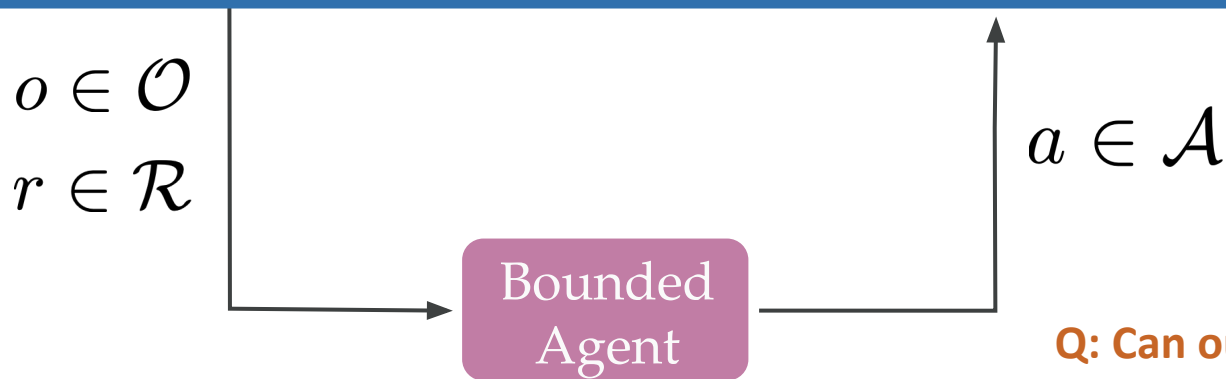 o ∈ 𝒪
r ∈ ℛ
a ∈ 𝒜
Bounded
Agent
Q: Can